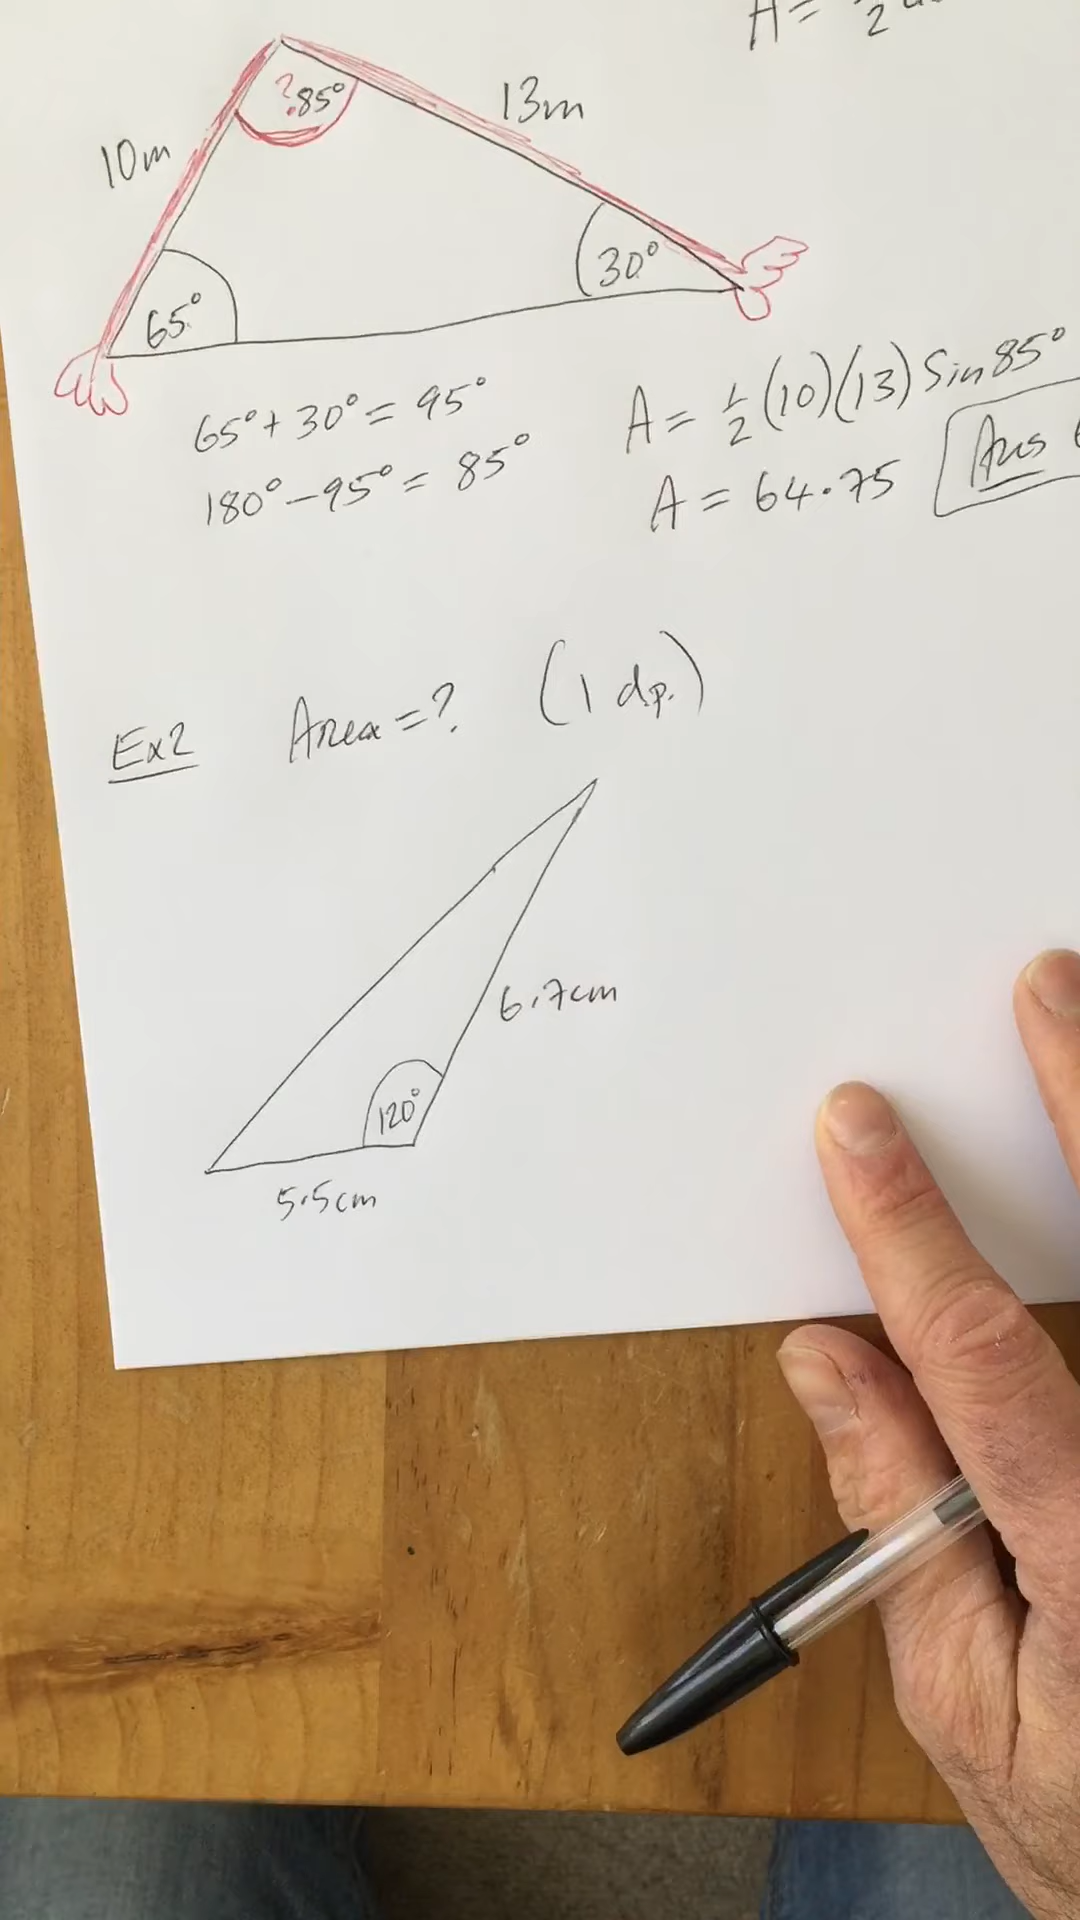 A = 1/2
?
85°
13m
10m
30°
65°
65° + 30° = 95°
180° - 95° = 85°
A = 1/2 (10)(13) Sin 85°
A = 64.75
Ans
Ex2 Area = ? (1 dp.)
6.7cm
120°
5.5cm